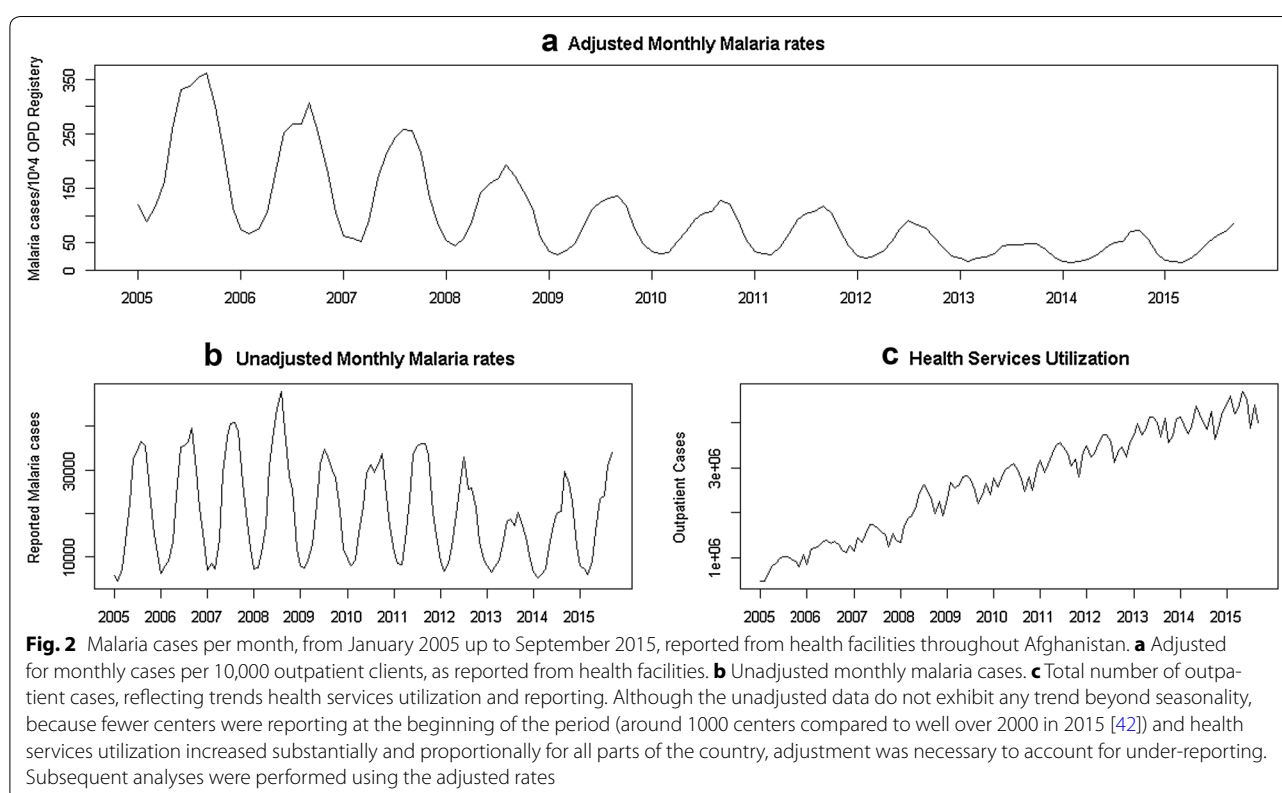 a Adjusted Monthly Malaria rates
Malaria cases/10^4 OPD Registery
350
250
150
50
0
2005 2006 2007 2008 2009 2010 2011 2012 2013 2014 2015
b Unadjusted Monthly Malaria rates
Reported Malaria cases
30000
10000
2005 2006 2007 2008 2009 2010 2011 2012 2013 2014 2015
c Health Services Utilization
Outpatient Cases
3e+06
1e+06
2005 2006 2007 2008 2009 2010 2011 2012 2013 2014 2015
Fig. 2 Malaria cases per month, from January 2005 up to September 2015, reported from health facilities throughout Afghanistan. a Adjusted
for monthly cases per 10,000 outpatient clients, as reported from health facilities. b Unadjusted monthly malaria cases. c Total number of outpa-
tient cases, reflecting trends health services utilization and reporting. Although the unadjusted data do not exhibit any trend beyond seasonality,
because fewer centers were reporting at the beginning of the period (around 1000 centers compared to well over 2000 in 2015 [42]) and health
services utilization increased substantially and proportionally for all parts of the country, adjustment was necessary to account for under-reporting.
Subsequent analyses were performed using the adjusted rates